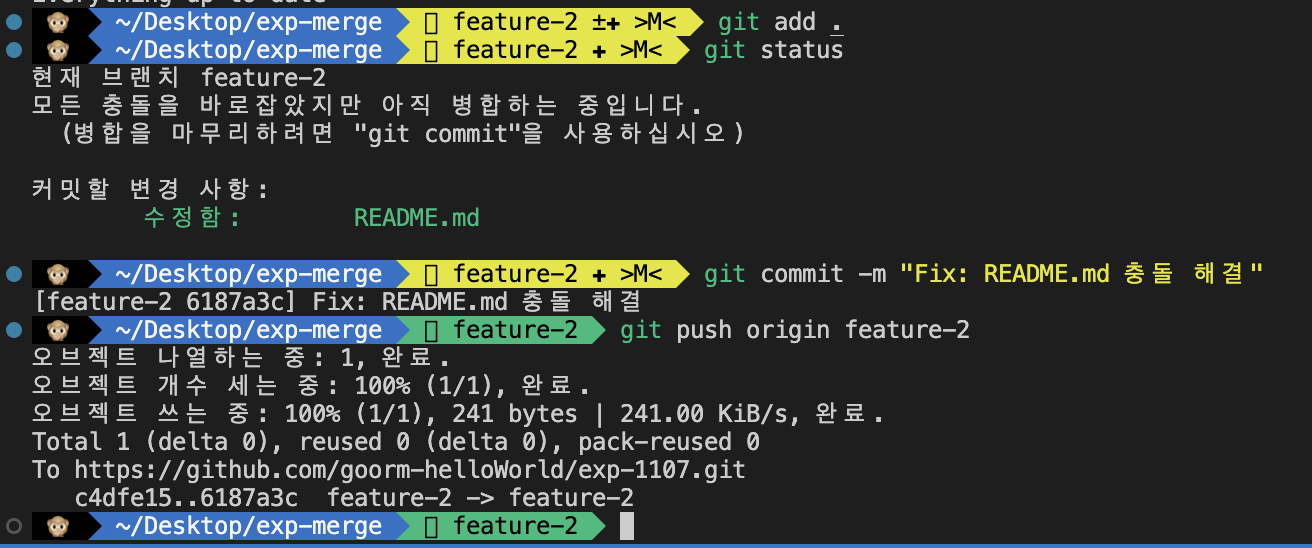 Everything up-to-date
~/Desktop/exp-merge feature-2 ±+ >M< git add .
~/Desktop/exp-merge feature-2 + >M< git status
현재 브랜치 feature-2
모든 충돌을 바로잡았지만 아직 병합하는 중입니다.
(병합을 마무리하려면 "git commit"을 사용하십시오)
커밋할 변경 사항:
수정함: README.md
~/Desktop/exp-merge feature-2 + >M< git commit -m "Fix: README.md 충돌 해결"
[feature-2 6187a3c] Fix: README.md 충돌 해결
~/Desktop/exp-merge feature-2 git push origin feature-2
오브젝트 나열하는 중: 1, 완료.
오브젝트 개수 세는 중: 100% (1/1), 완료.
오브젝트 쓰는 중: 100% (1/1), 241 bytes | 241.00 KiB/s, 완료.
Total 1 (delta 0), reused 0 (delta 0), pack-reused 0
To https://github.com/goorm-helloWorld/exp-1107.git
c4dfe15..6187a3c feature-2 -> feature-2
~/Desktop/exp-merge feature-2